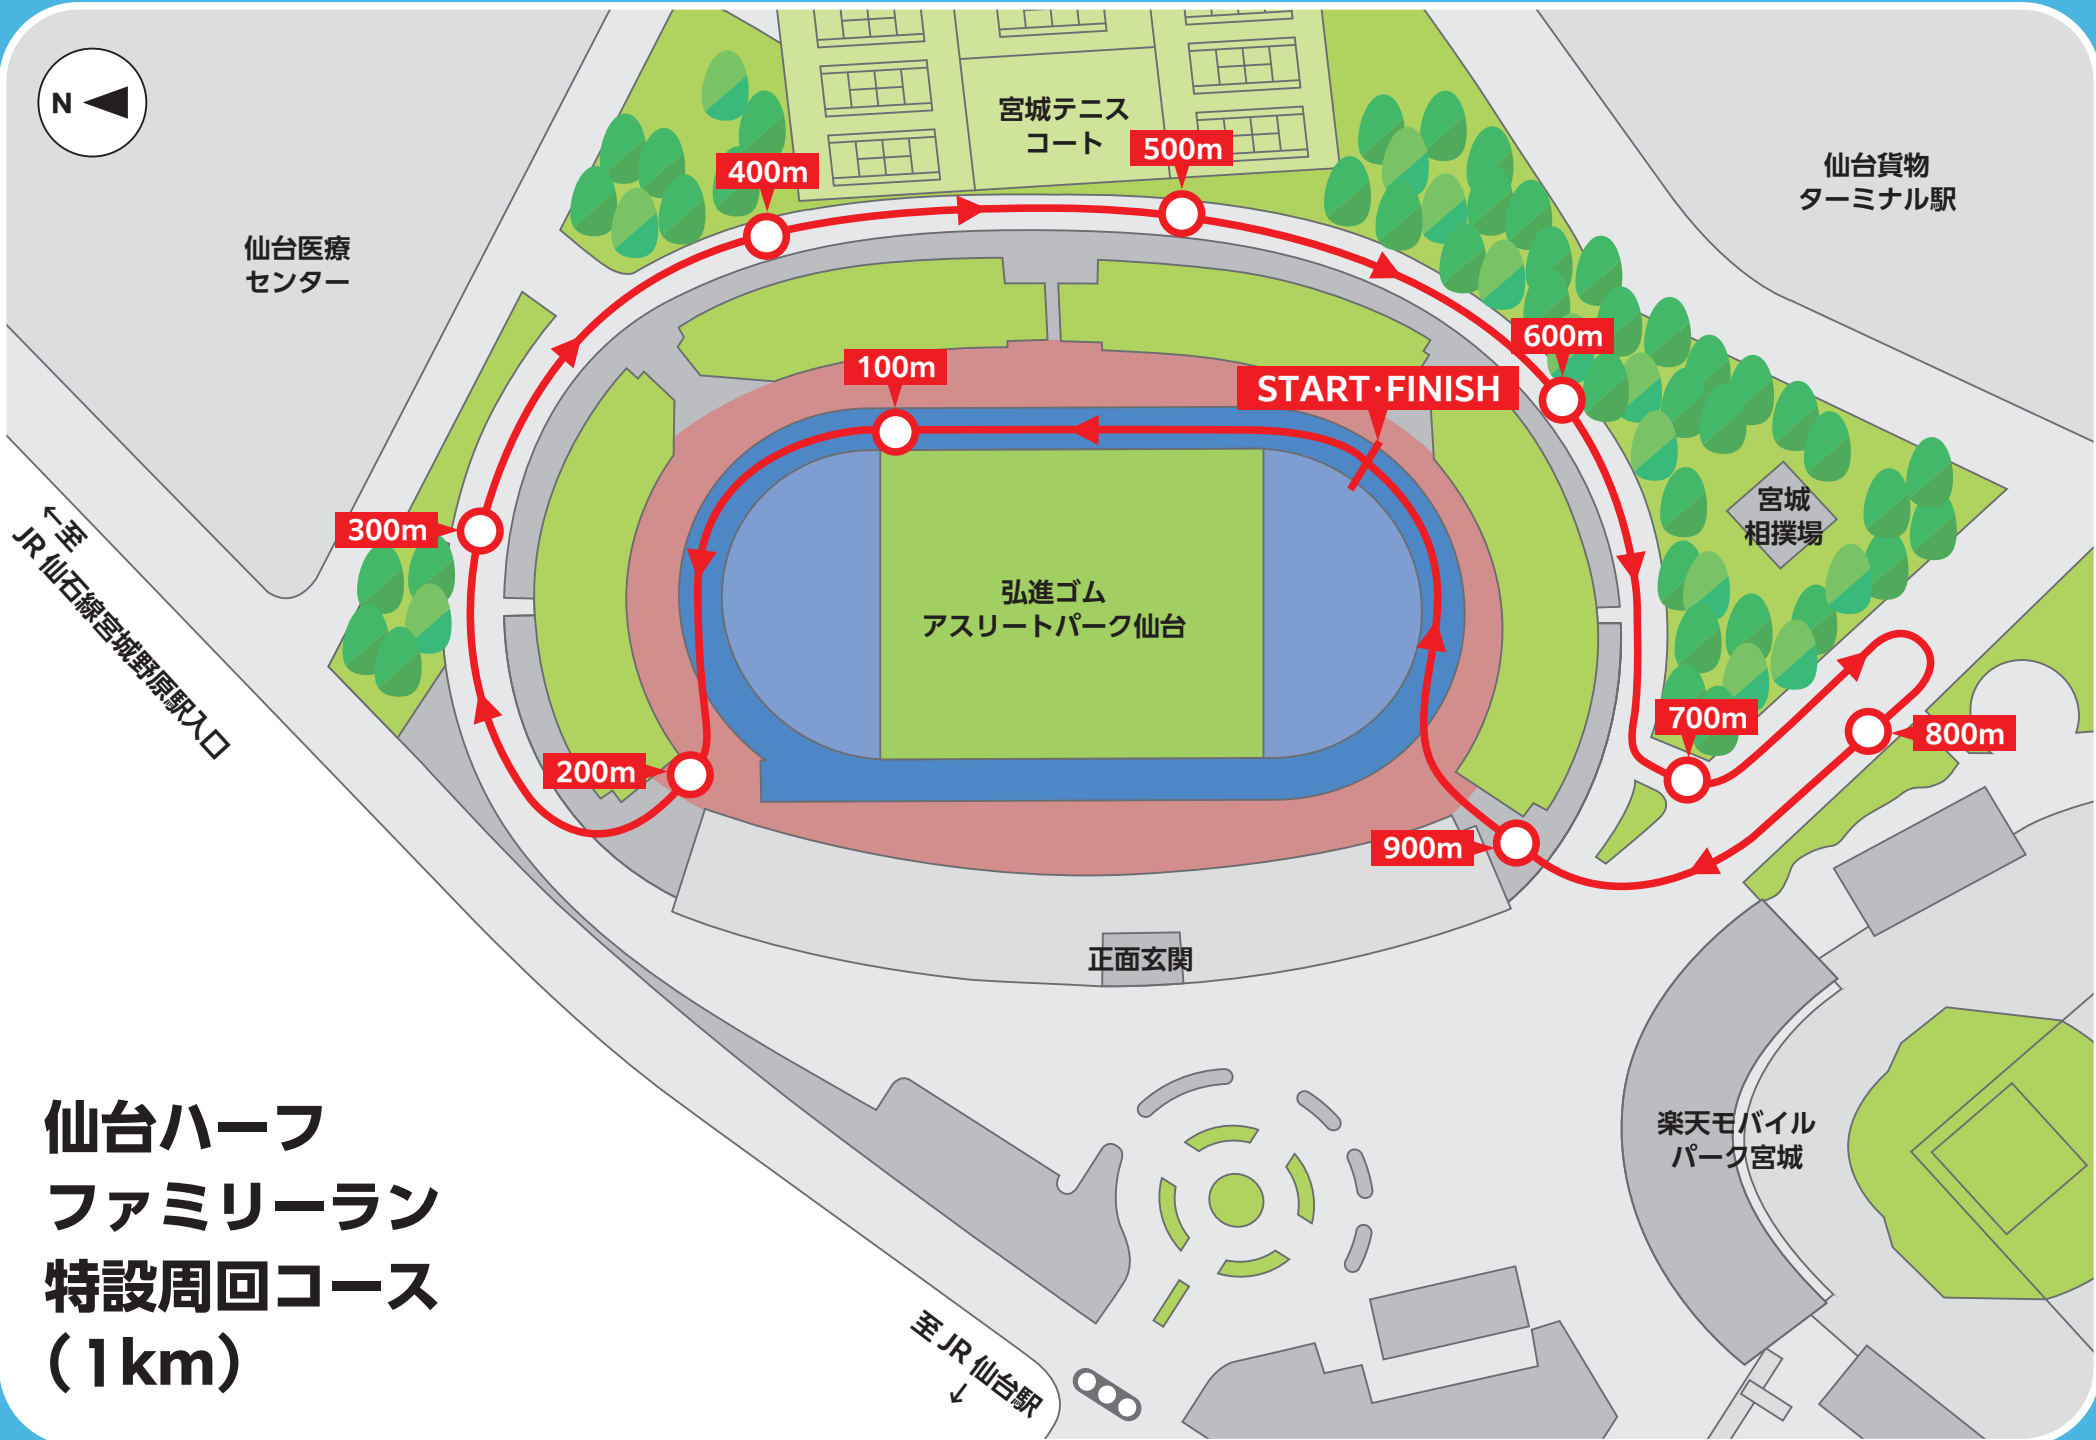 N
宮城テニス
コート
500m
400m
仙台貨物
ターミナル駅
仙台医療
センター
600m
100m
START・FINISH
宮城
相撲場
300m
←至
JR仙石線宮城野原駅入口
弘進ゴム
アスリートパーク仙台
700m
800m
200m
900m
正面玄関
仙台ハーフ
ファミリーラン
特設周回コース
(1km)
楽天モバイル
パーク宮城
至JR仙台駅
↓